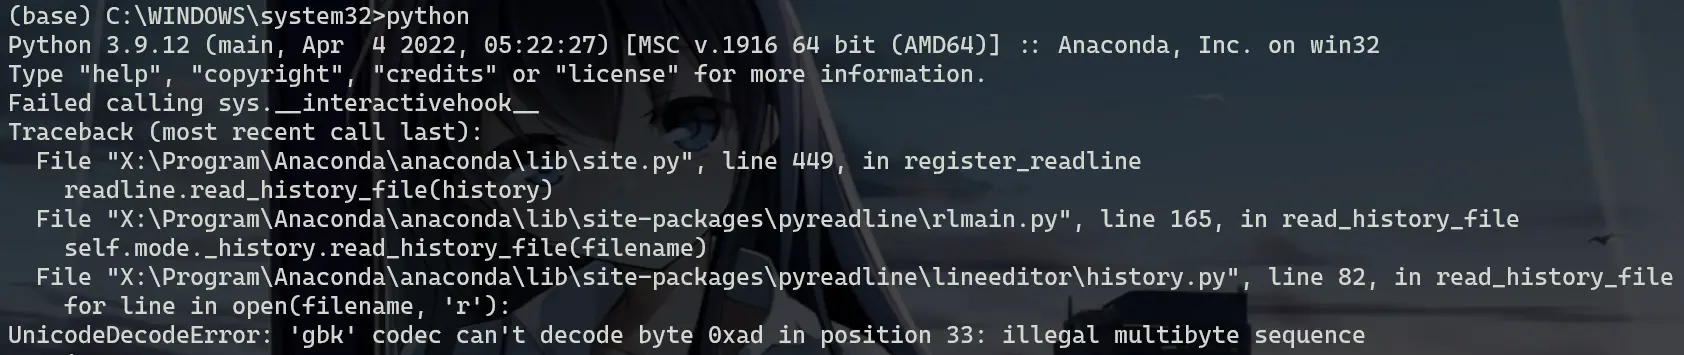 (base) C:\WINDOWS\system32>python
Python 3.9.12 (main, Apr  4 2022, 05:22:27) [MSC v.1916 64 bit (AMD64)] :: Anaconda, Inc. on win32
Type "help", "copyright", "credits" or "license" for more information.
Failed calling sys.__interactivehook__
Traceback (most recent call last):
  File "X:\Program\Anaconda\anaconda\lib\site.py", line 449, in register_readline
    readline.read_history_file(history)
  File "X:\Program\Anaconda\anaconda\lib\site-packages\pyreadline\rlmain.py", line 165, in read_history_file
    self.mode._history.read_history_file(filename)
  File "X:\Program\Anaconda\anaconda\lib\site-packages\pyreadline\lineeditor\history.py", line 82, in read_history_file
    for line in open(filename, 'r'):
UnicodeDecodeError: 'gbk' codec can't decode byte 0xad in position 33: illegal multibyte sequence